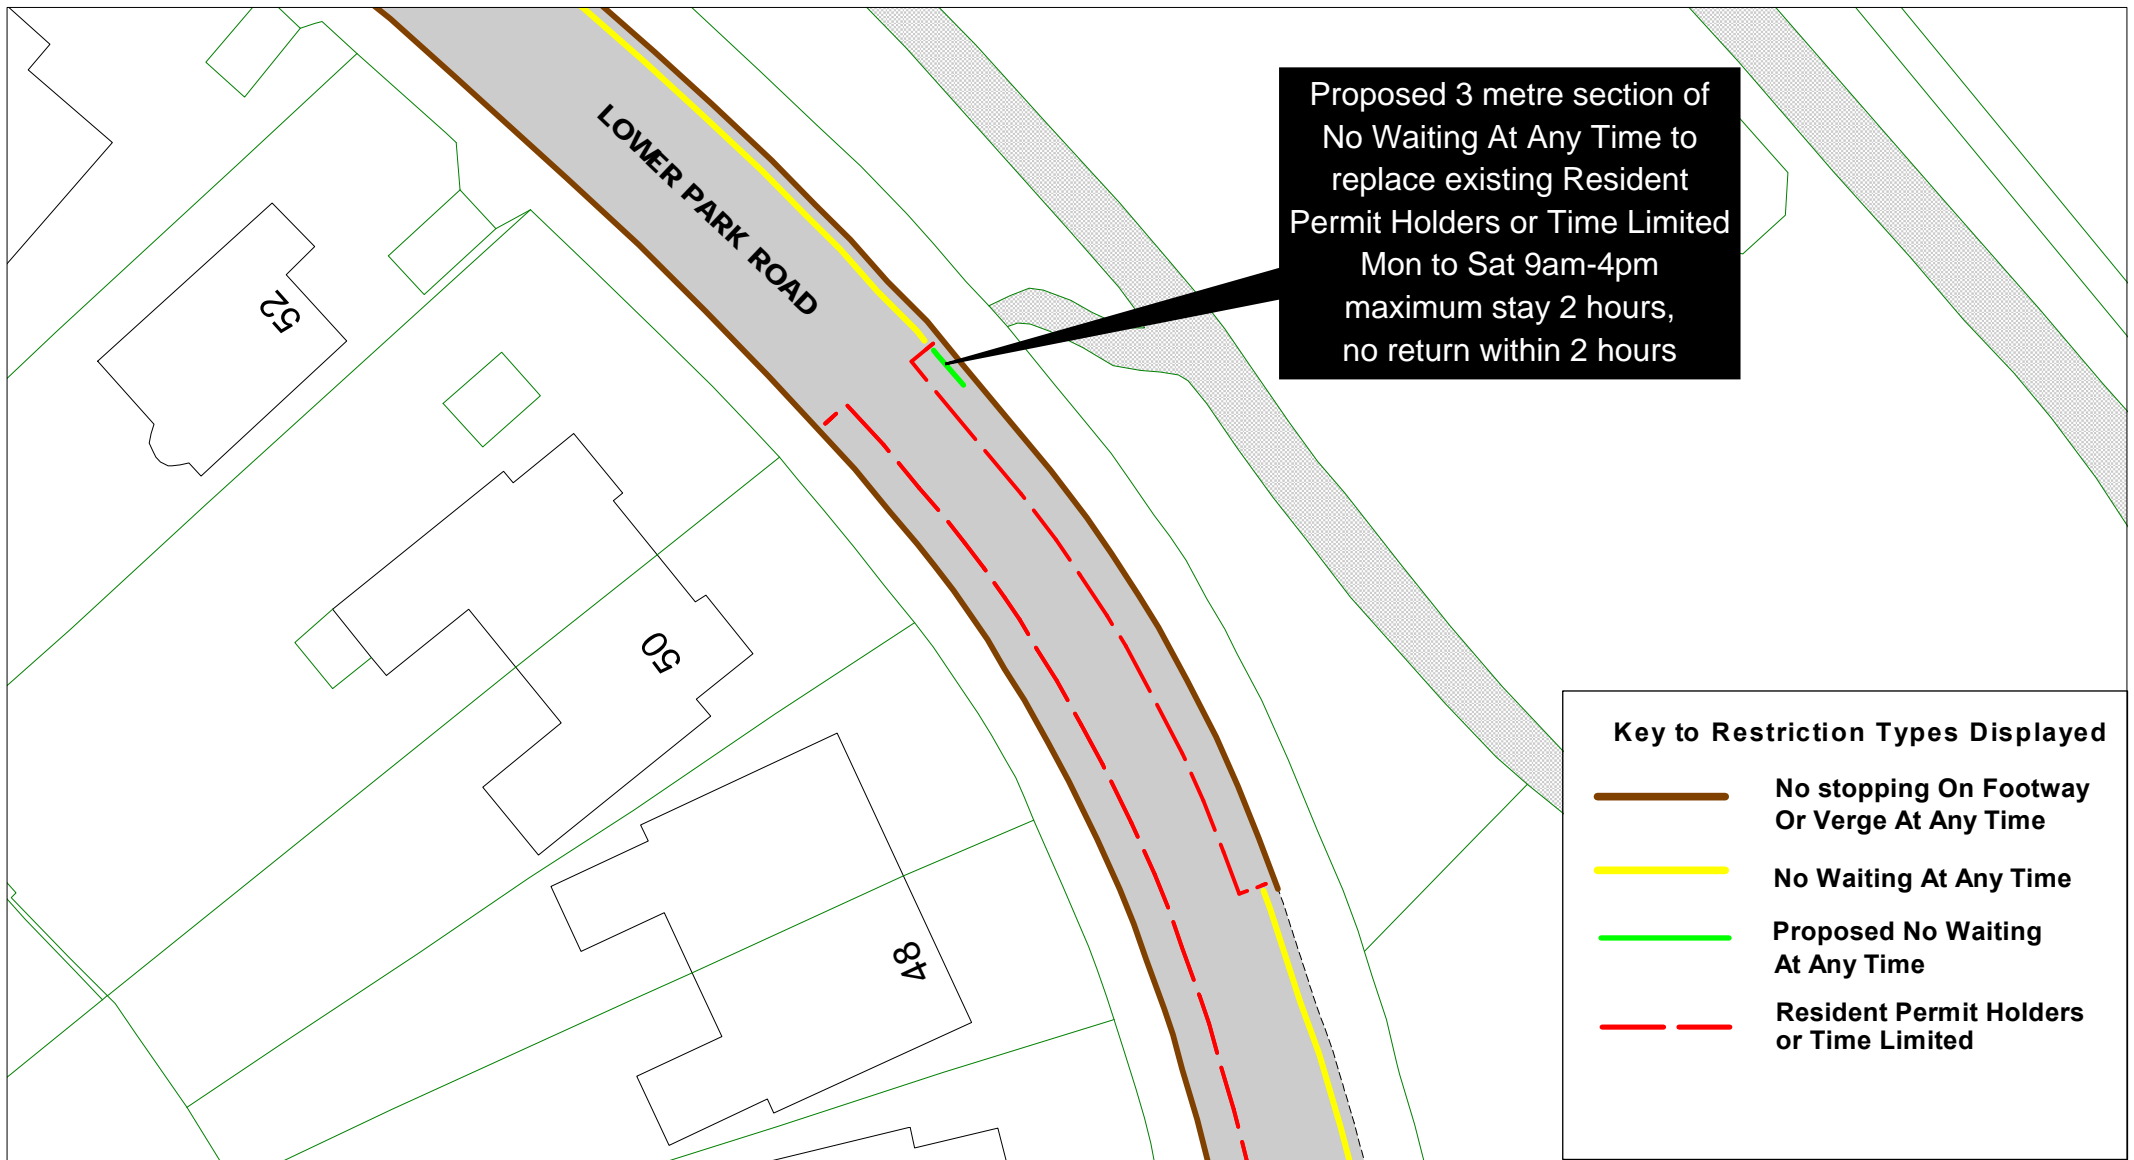 Proposed 3 metre section of
No Waiting At Any Time to
replace existing Resident
Permit Holders or Time Limited
Mon to Sat 9am-4pm
maximum stay 2 hours,
no return within 2 hours
LOWER PARK ROAD
52
50
48
Key to Restriction Types Displayed
No stopping On Footway
Or Verge At Any Time
No Waiting At Any Time
Proposed No Waiting
At Any Time
Resident Permit Holders
or Time Limited